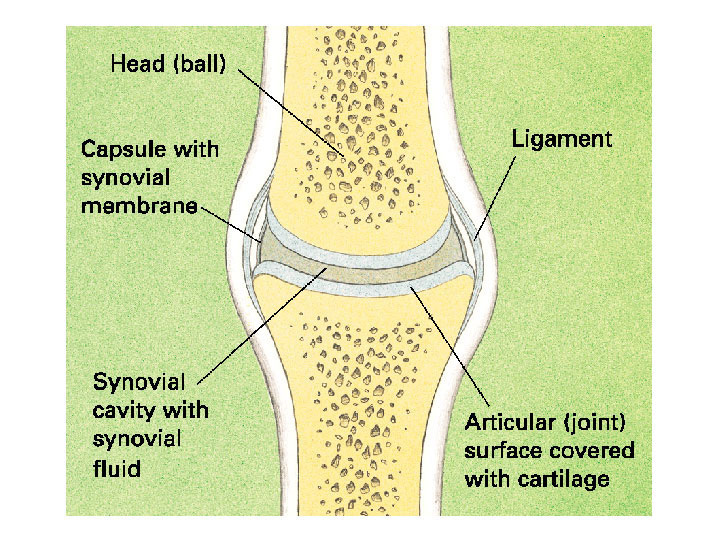 Head (ball)
Capsule with
synovial
membrane
Ligament
Synovial
cavity with
synovial
fluid
Articular (joint)
surface covered
with cartilage